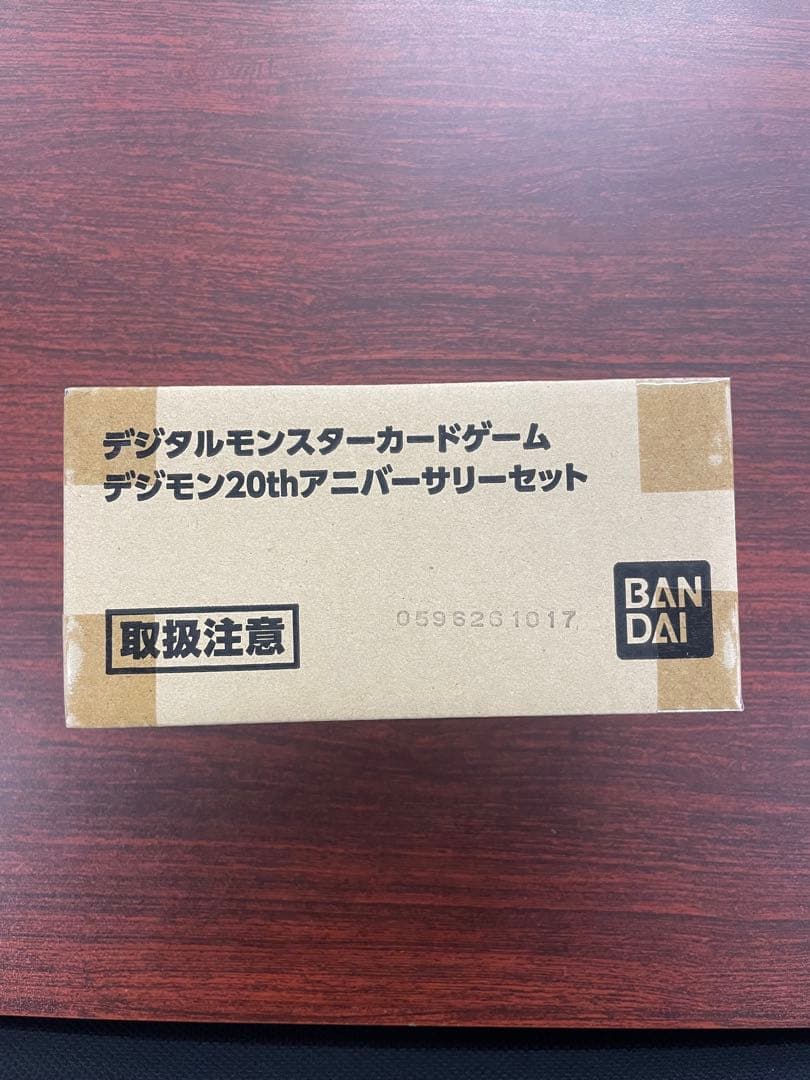 デジタルモンスターカードゲーム
デジモン20thアニバーサリーセット
取扱注意
0596261017
BAN
DAI